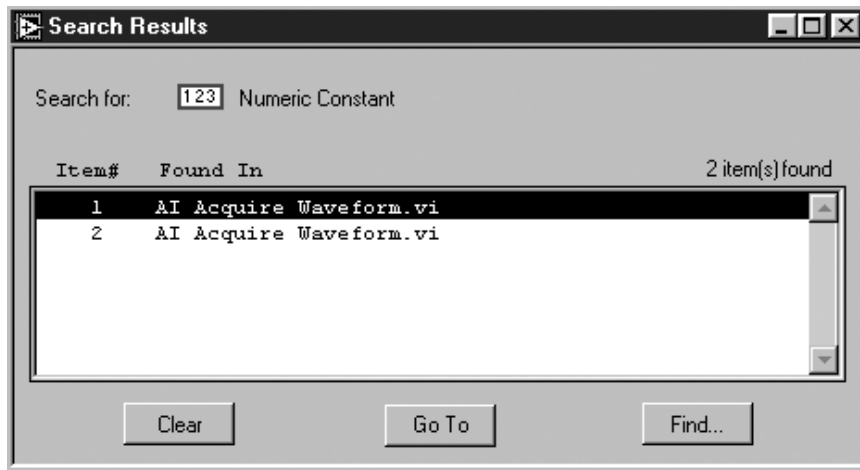 Search Results
Search for: 123 Numeric Constant
Item# Found In 2 item(s) found
1 AI Acquire Waveform.vi
2 AI Acquire Waveform.vi
Clear Go To Find...